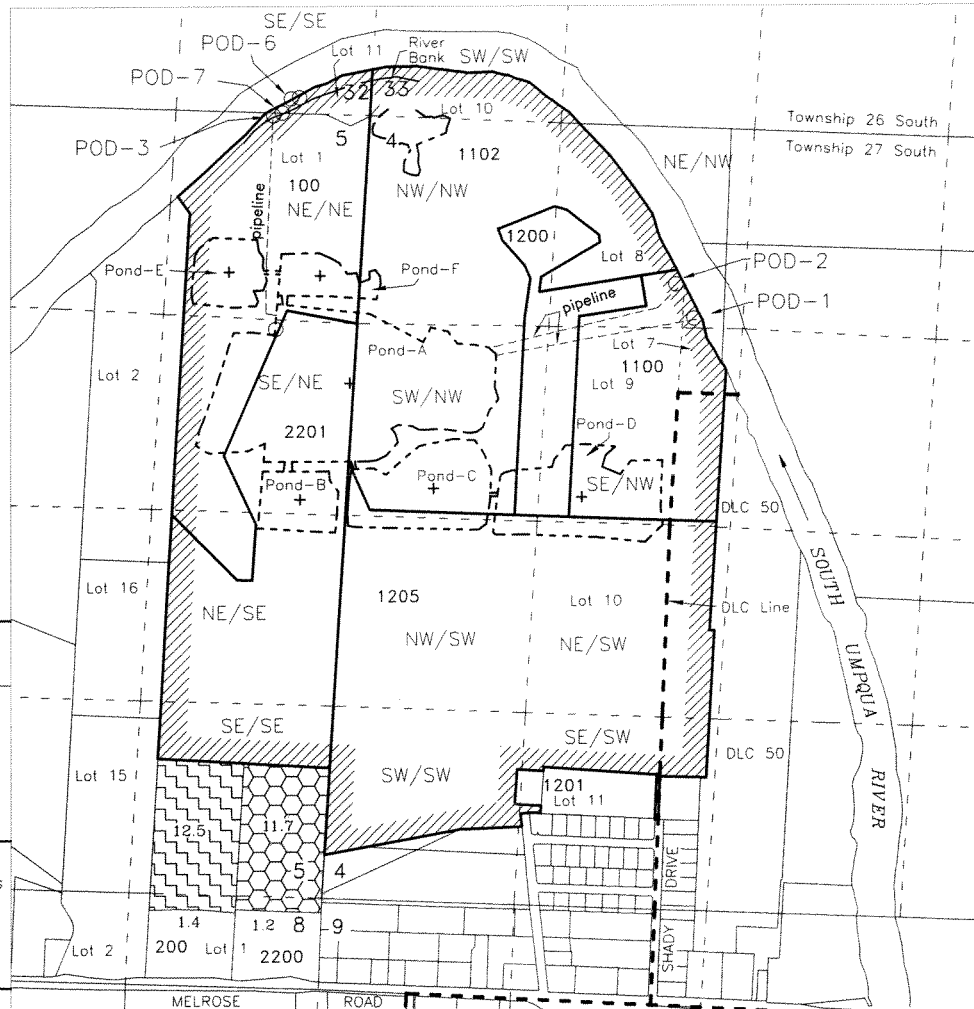 SE/SE
POD-6
Lot 11
River
Bank
SW/SW
POD-7
32
33
Lot 10
Township 26 South
POD-3
5
4
Township 27 South
Lot 1
1102
NE/NW
100
NW/NW
NE/NE
pipeline
1200
Lot 8
POD-2
Pond-E
Pond-F
pipeline
POD-1
Pond-A
Lot 7
Lot 2
1100
SE/NE
SW/NW
Lot 9
2201
Pond-D
Pond-B
Pond-C
SE/NW
DLC 50
SOUTH UMPQUA RIVER
Lot 16
1205
Lot 10
DLC Line
NE/SE
NW/SW
NE/SW
SE/SE
SE/SW
DLC 50
Lot 15
SW/SW
1201
Lot 11
12.5
11.7
5
4
SHADY DRIVE
1.4
1.2
8
9
Lot 2
200
Lot 1
2200
MELROSE ROAD